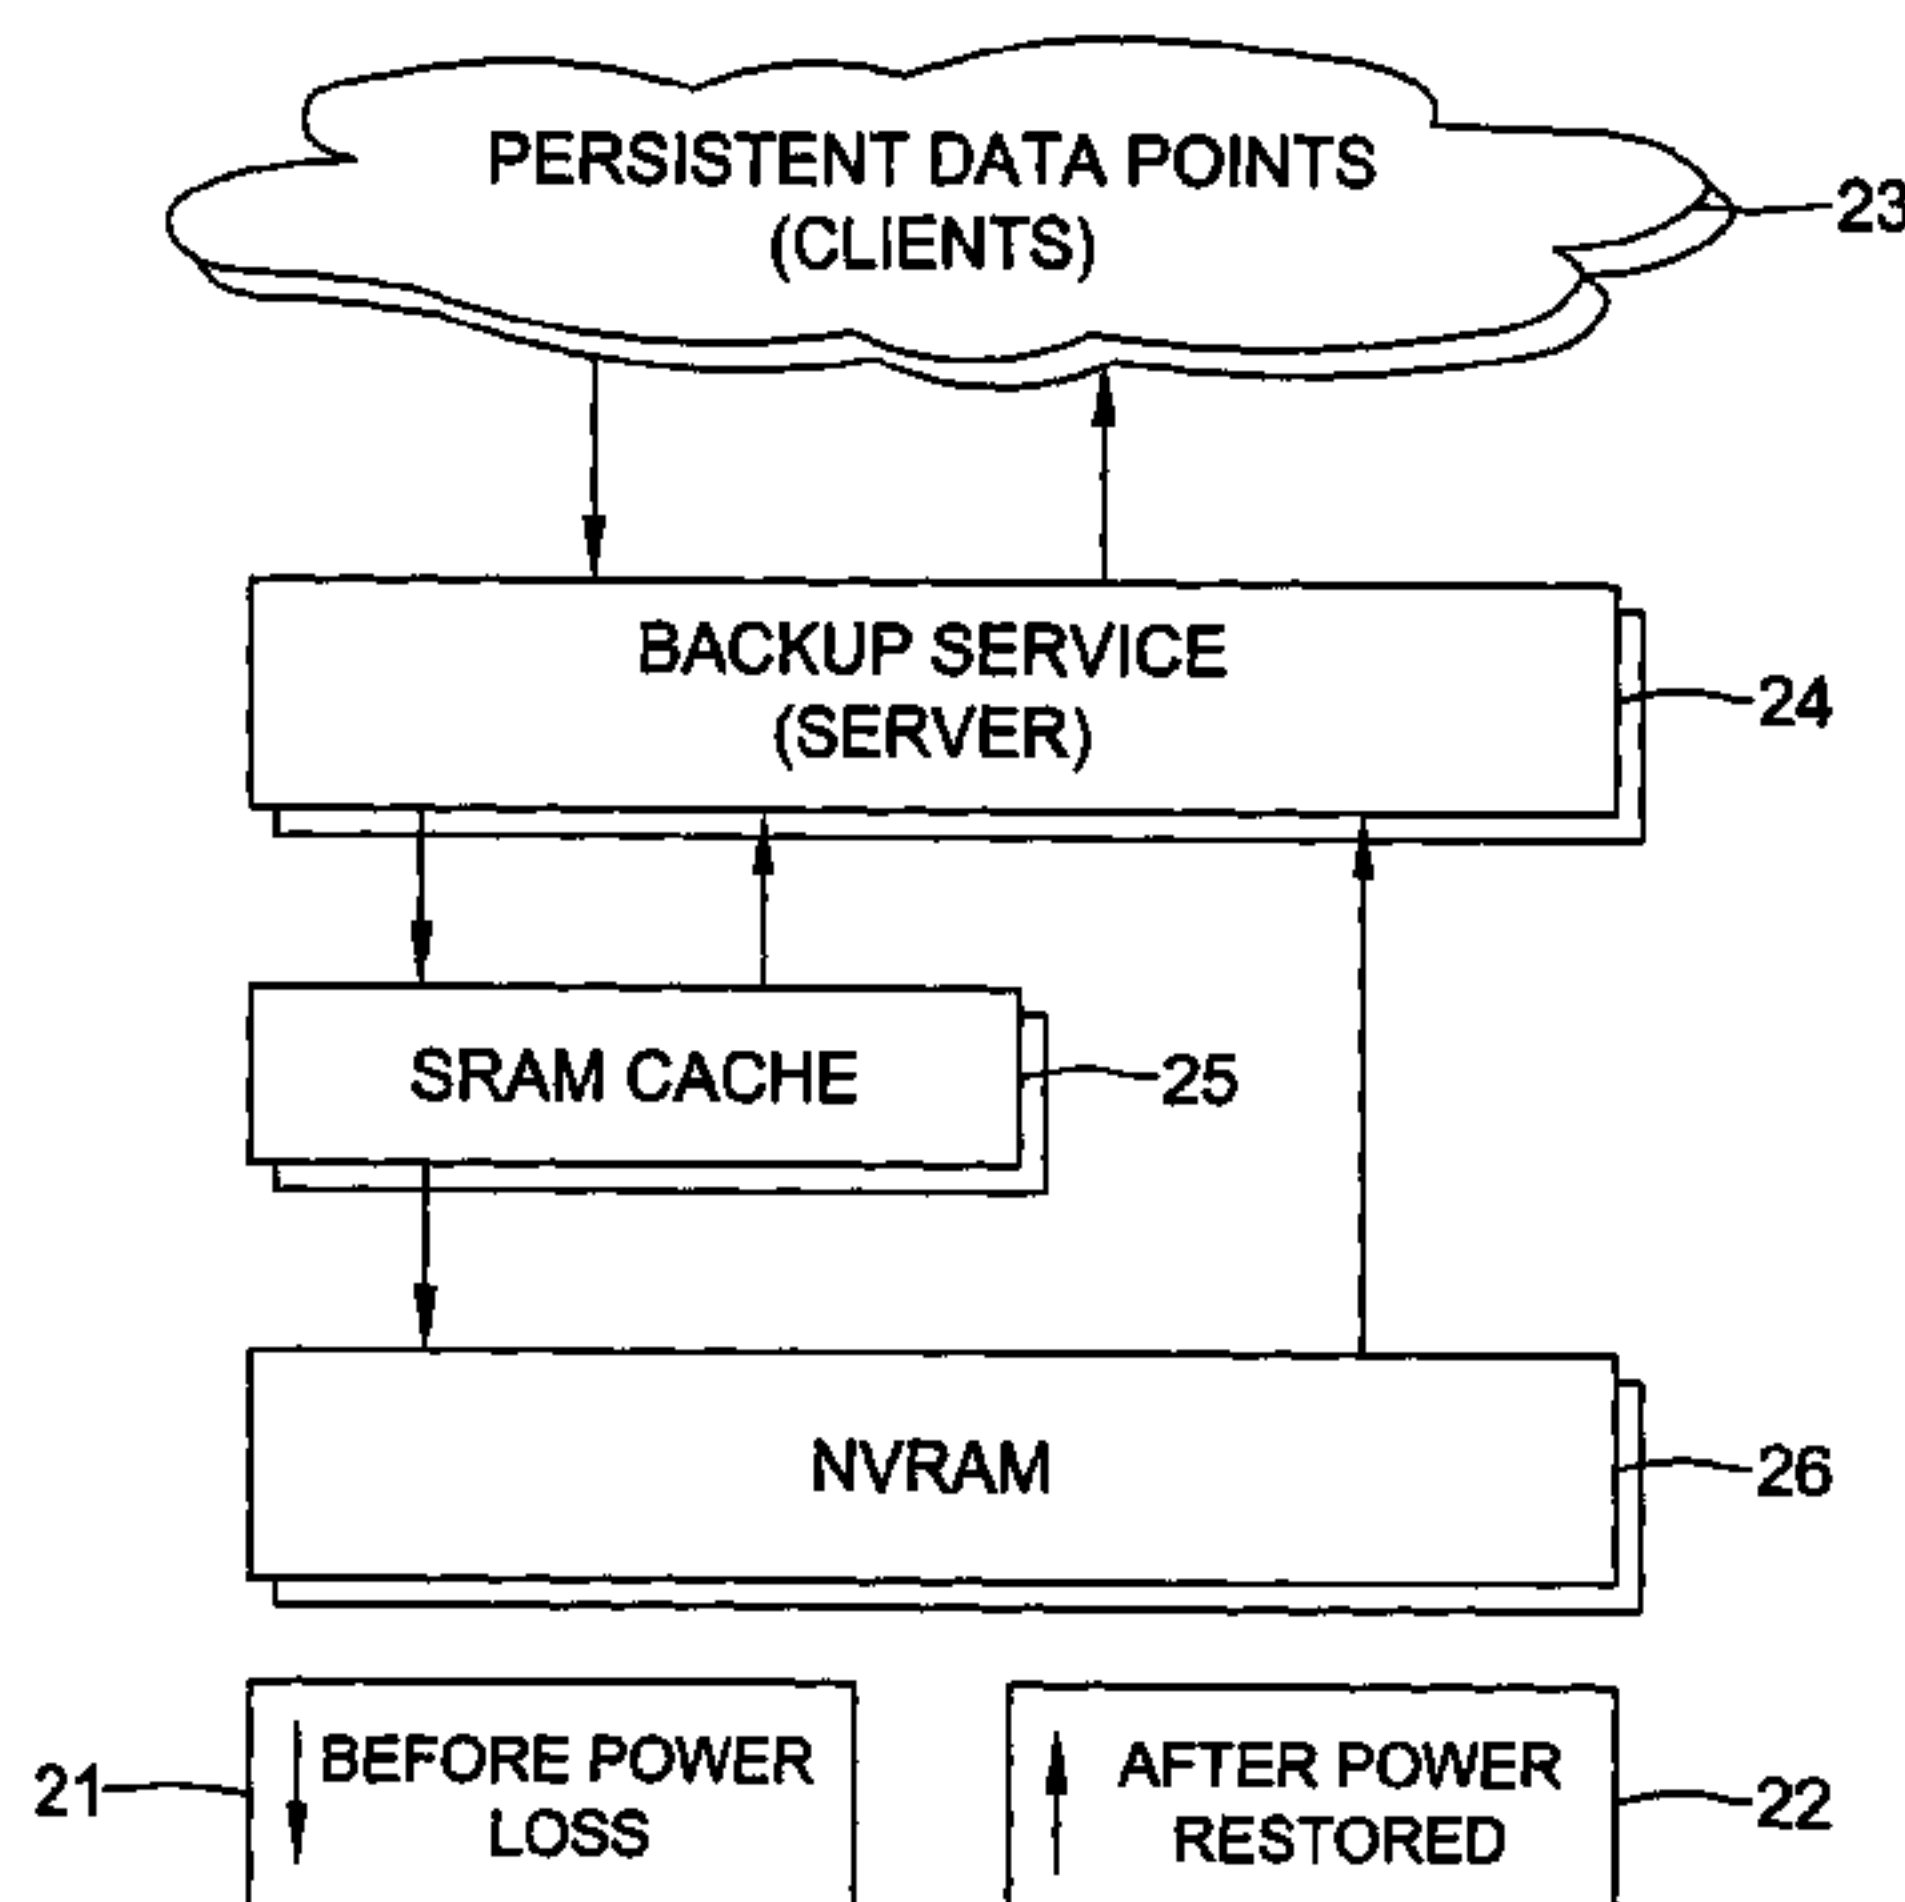 PERSISTENT DATA POINTS
(CLIENTS)
23
BACKUP SERVICE
(SERVER)
24
SRAM CACHE
25
NVRAM
26
21
BEFORE POWER
LOSS
AFTER POWER
RESTORED
22